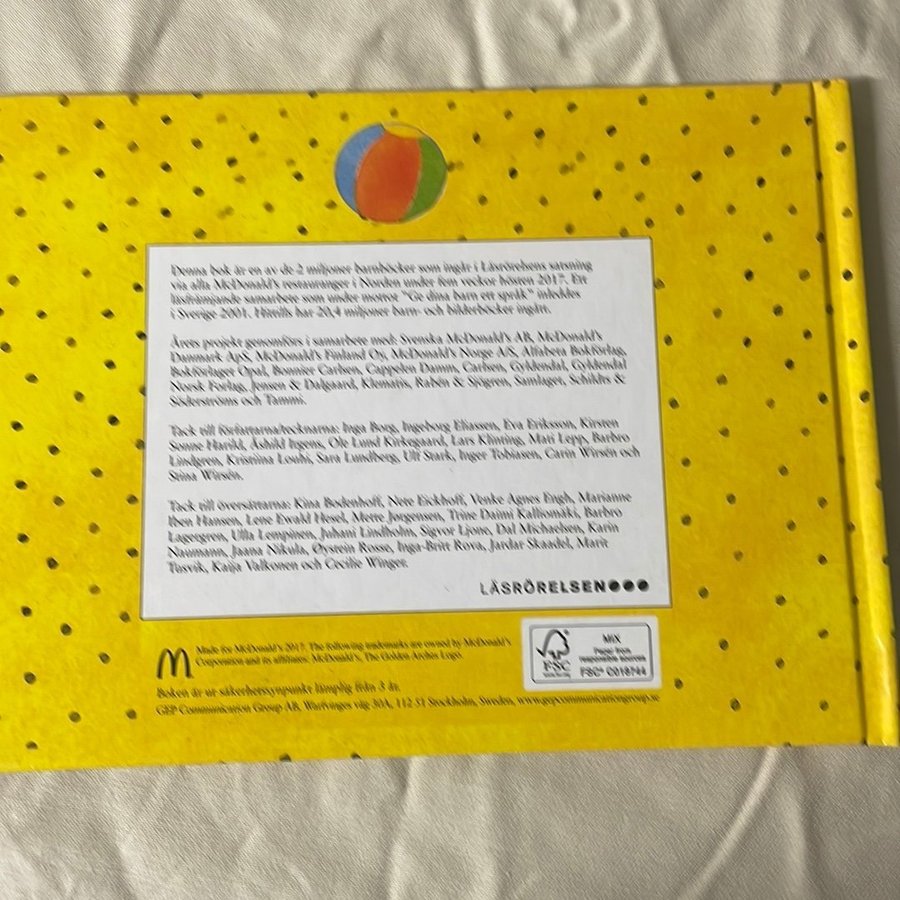 Denna bok är en av de 2 miljoner barnböcker som ingår i Läsrörelsens satsning
via alla McDonald's restauranger i Norden under fem veckor hösten 2017. Ett
läsfrämjande samarbete som under mottot "Ge dina barn ett språk" inleddes
i Sverige 2001. Hittills har 20,4 miljoner barn- och bilderböcker ingått.
Årets projekt genomförs i samarbete med: Svenska McDonald's AB, McDonald's
Danmark ApS, McDonald's Finland Oy, McDonald's Norge A/S, Alfabeta Bokförlag,
Bokförlaget Opal, Bonnier Carlsen, Cappelen Damm, Carlsen, Gyldendal, Gyldendal
Norsk Forlag, Jensen & Dalgaard, Klematis, Rabén & Sjögren, Samlaget, Schildts &
Söderströms och Tammi.
Tack till författarna/tecknarna: Inga Borg, Ingeborg Eliassen, Eva Eriksson, Kirsten
Sonne Harild, Åshild Irgens, Ole Lund Kirkegaard, Lars Klinting, Mati Lepp, Barbro
Lindgren, Kristiina Louhi, Sara Lundberg, Ulf Stark, Inger Tobiasen, Carin Wirsén och
Stina Wirsén.
Tack till översättarna: Kina Bodenhoff, Nete Eickhoff, Venke Agnes Engh, Marianne
Iben Hansen, Lene Ewald Hesel, Mette Jørgensen, Trine Daimi Kalliomäki, Barbro
Lagergren, Ulla Lempinen, Juhani Lindholm, Sigvor Ljone, Dal Michaelsen, Karin
Naumann, Jaana Nikula, Øystein Rosse, Inga-Britt Rova, Jardar Skaadel, Marit
Tusvik, Kaija Valkonen och Cecilie Winger.
LÄSRÖRELSEN
Made for McDonald's 2017. The following trademarks are owned by McDonald's
Corporation and its affiliates: McDonald's, The Golden Arches Logo.
FSC
MIX
Paper from
responsible sources
FSC® C018744
Boken är ur säkerhetssynpunkt lämplig från 3 år.
GEP Communication Group AB, Warfvinges väg 30A, 112 51 Stockholm, Sweden, www.gepcommunicationgroup.se